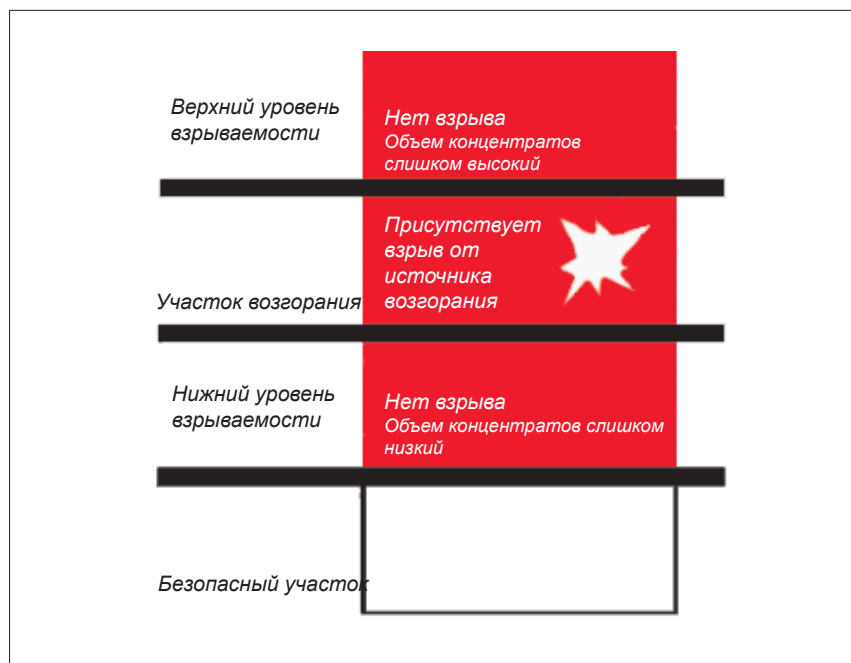 Верхний уровень
взрываемости
Нет взрыва
Объем концентратов
слишком высокий
Присутствует
взрыв от
источника
возгорания
Участок возгорания
Нижний уровень
взрываемости
Нет взрыва
Объем концентратов слишком
низкий
Безопасный участок